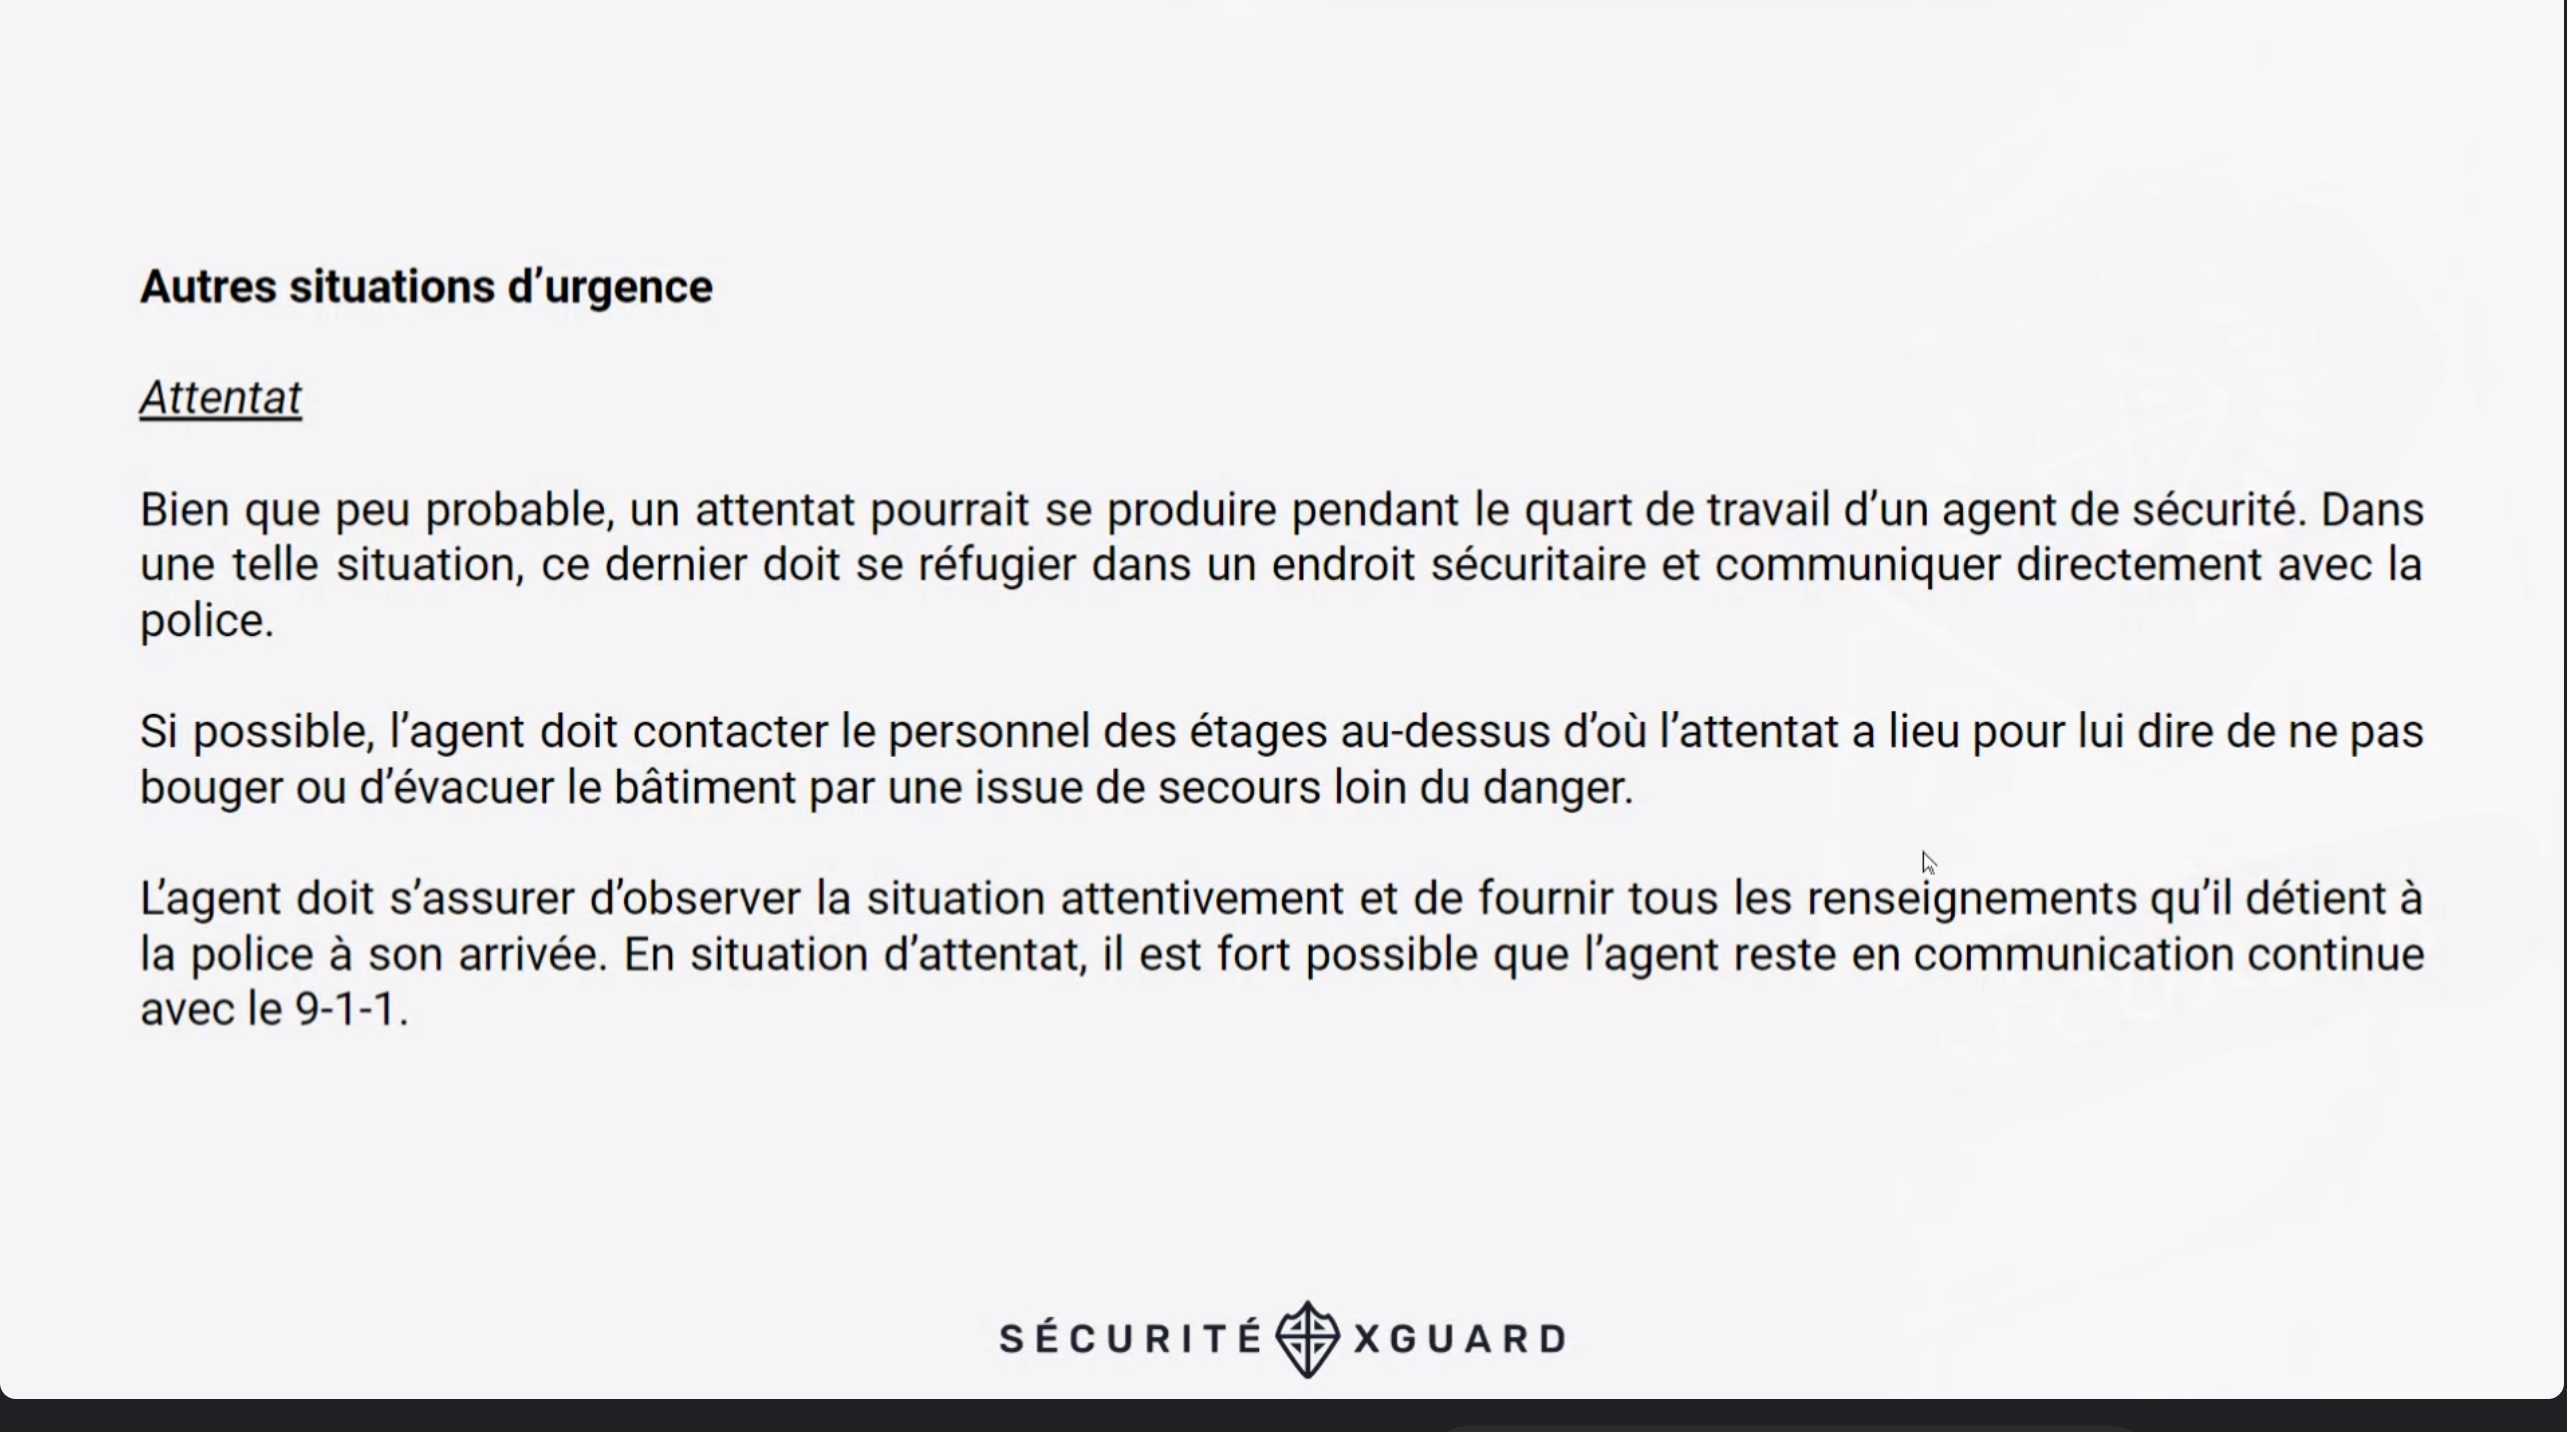 Autres situations d’urgence
Attentat
Bien que peu probable, un attentat pourrait se produire pendant le quart de travail d’un agent de sécurité. Dans
une telle situation, ce dernier doit se réfugier dans un endroit sécuritaire et communiquer directement avec la
police.
Si possible, l’agent doit contacter le personnel des étages au-dessus d’où l’attentat a lieu pour lui dire de ne pas
bouger ou d’évacuer le bâtiment par une issue de secours loin du danger.
L’agent doit s’assurer d’observer la situation attentivement et de fournir tous les renseignements qu’il détient à
la police à son arrivée. En situation d’attentat, il est fort possible que l’agent reste en communication continue
avec le 9-1-1.
SÉCURITÉ XGUARD